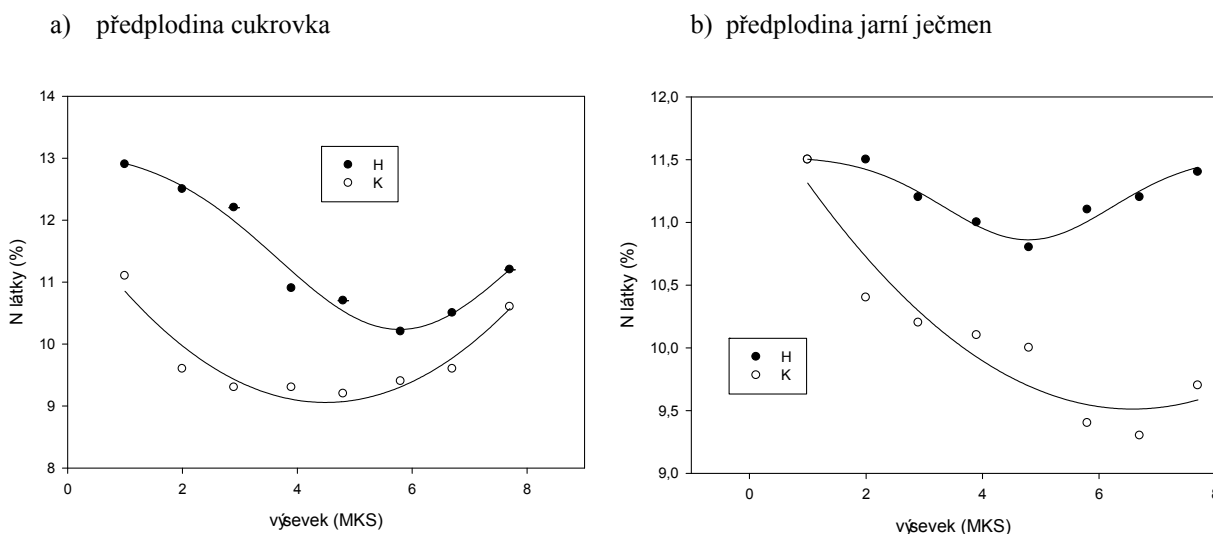 a) předplodina cukrovka
b) předplodina jarní ječmen
14
13
12
11
10
9
8
N látky (%)
0 2 4 6 8
výsevek (MKS)
H
K
12,0
11,5
11,0
10,5
10,0
9,5
9,0
N látky (%)
0 2 4 6 8
výsevek (MKS)
H
K